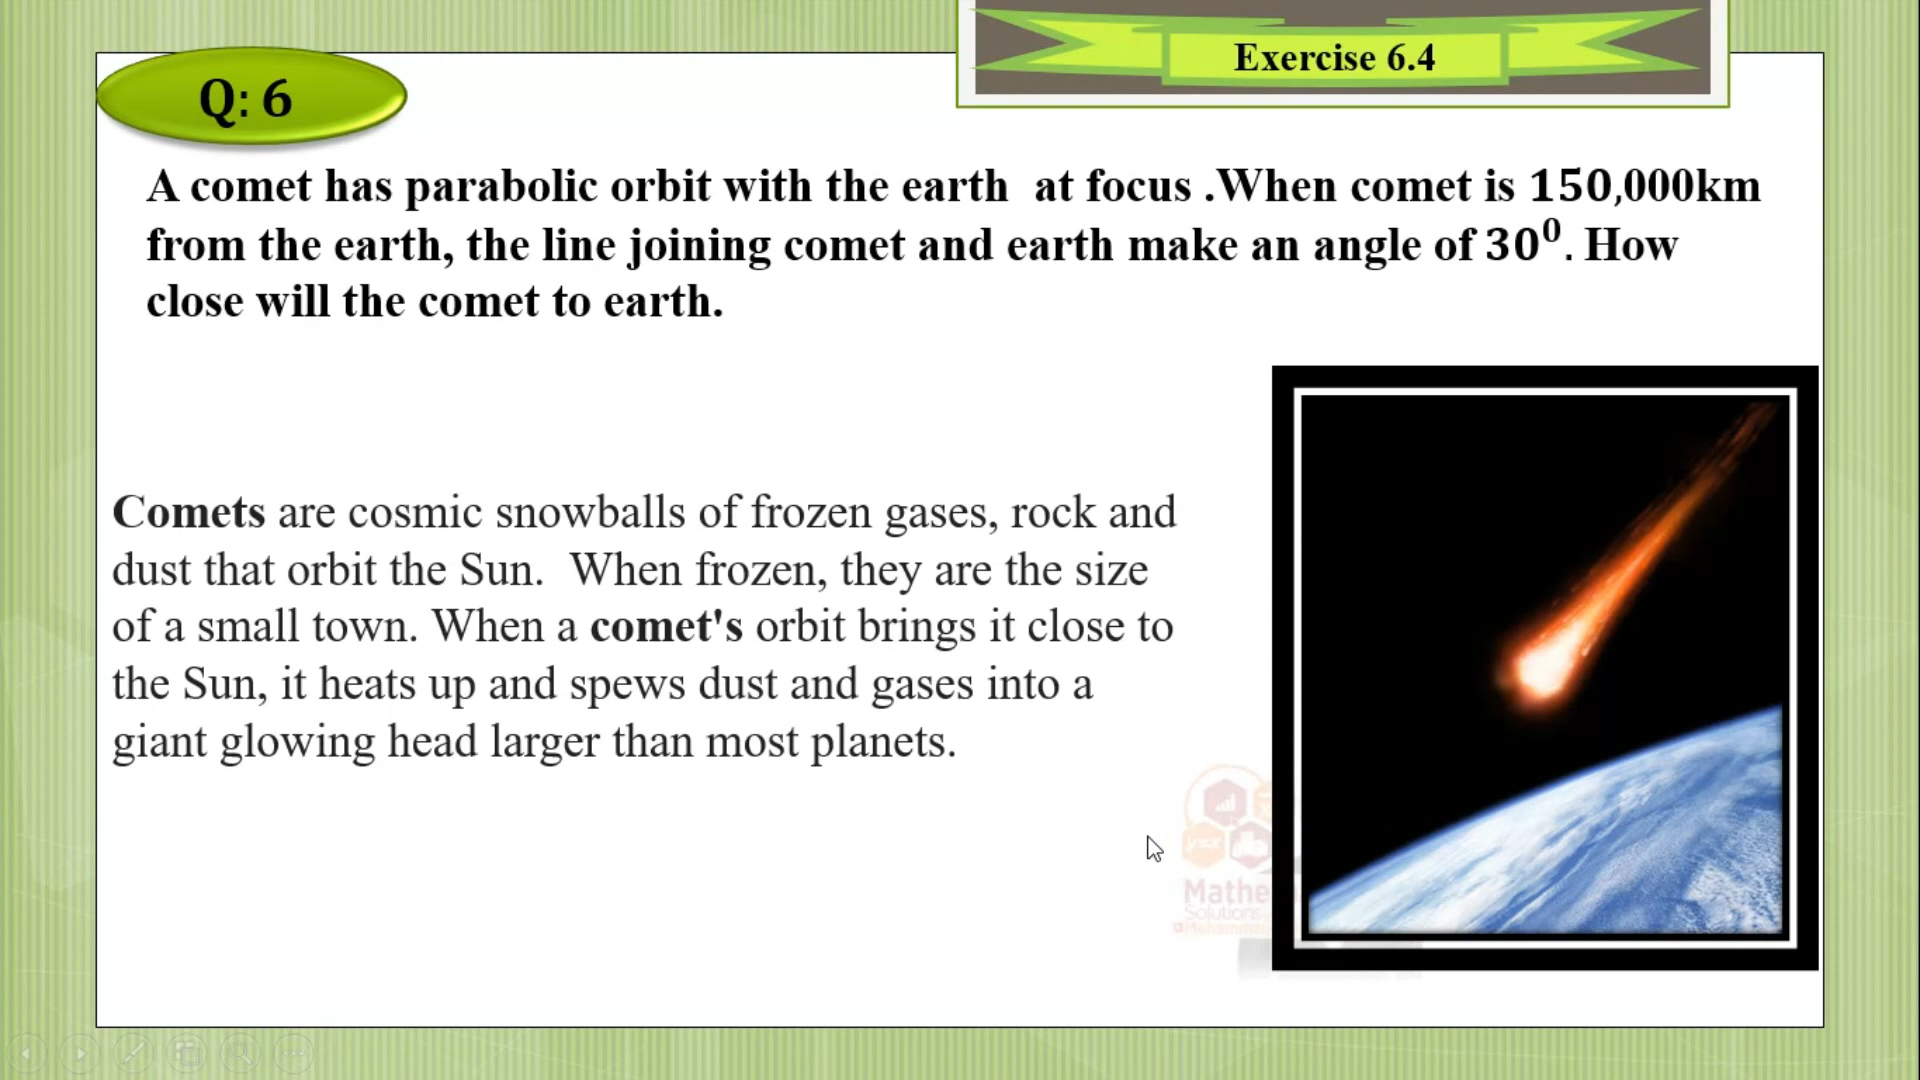 Exercise 6.4
Q: 6
A comet has parabolic orbit with the earth at focus .When comet is 150,000km
from the earth, the line joining comet and earth make an angle of 30⁰. How
close will the comet to earth.
Comets are cosmic snowballs of frozen gases, rock and
dust that orbit the Sun. When frozen, they are the size
of a small town. When a comet's orbit brings it close to
the Sun, it heats up and spews dust and gases into a
giant glowing head larger than most planets.
Mathe
Solutions